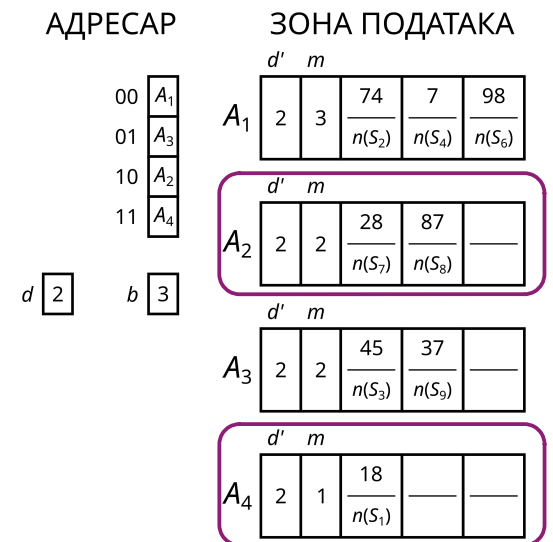 АДРЕСАР
ЗОНА ПОДАТАКА
00 A1
01 A3
10 A2
11 A4
d 2 b 3
d' m
A1 2 3 74 7 98
n(S2) n(S4) n(S6)
d' m
A2 2 2 28 87
n(S7) n(S8)
d' m
A3 2 2 45 37
n(S3) n(S9)
d' m
A4 2 1 18
n(S1)